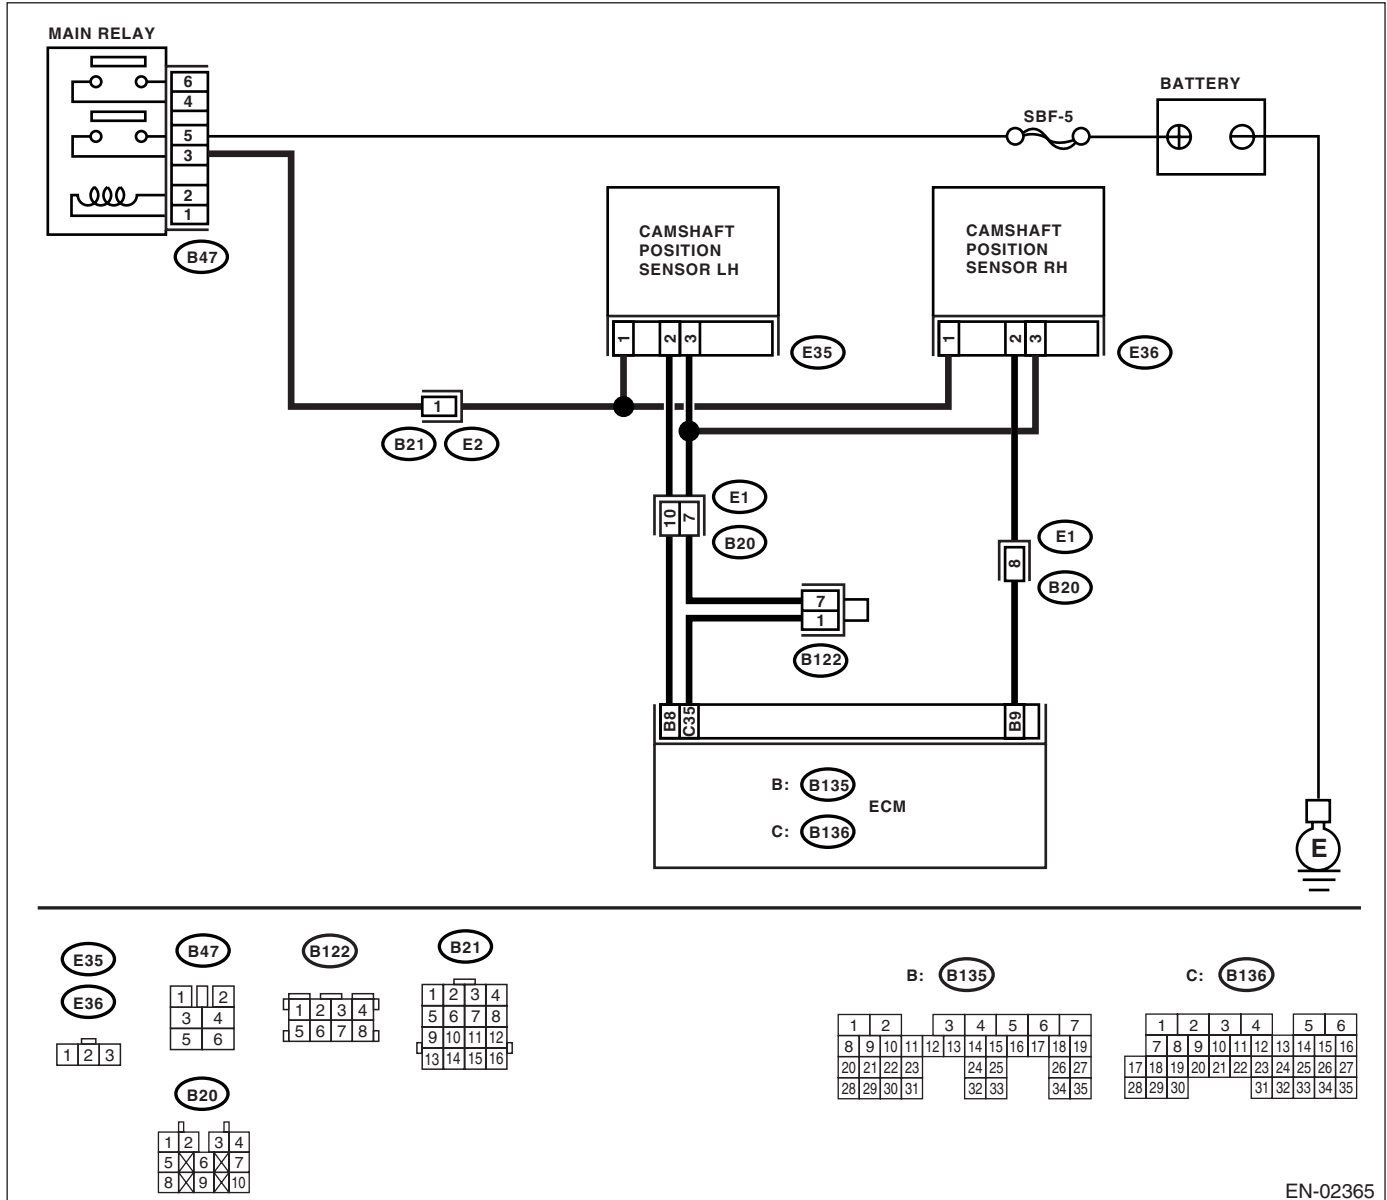 MAIN RELAY
6
4
5
3
2
1
B47
SBF-5
BATTERY
CAMSHAFT
POSITION
SENSOR LH
1 2 3
E35
CAMSHAFT
POSITION
SENSOR RH
1 2 3
E36
1
B21 E2
10 7
E1
B20
8
E1
B20
7
1
B122
B8 C35 B9
B: B135
ECM
C: B136
E
E35
E36
1 2 3
B47
1 2
3 4
5 6
B20
1 2 3 4
5 6 7
8 9 10
B122
1 2 3 4
5 6 7 8
B21
1 2 3 4
5 6 7 8
9 10 11 12
13 14 15 16
B: B135
1 2 3 4 5 6 7
8 9 10 11 12 13 14 15 16 17 18 19
20 21 22 23 24 25 26 27
28 29 30 31 32 33 34 35
C: B136
1 2 3 4 5 6
7 8 9 10 11 12 13 14 15 16
17 18 19 20 21 22 23 24 25 26 27
28 29 30 31 32 33 34 35
EN-02365